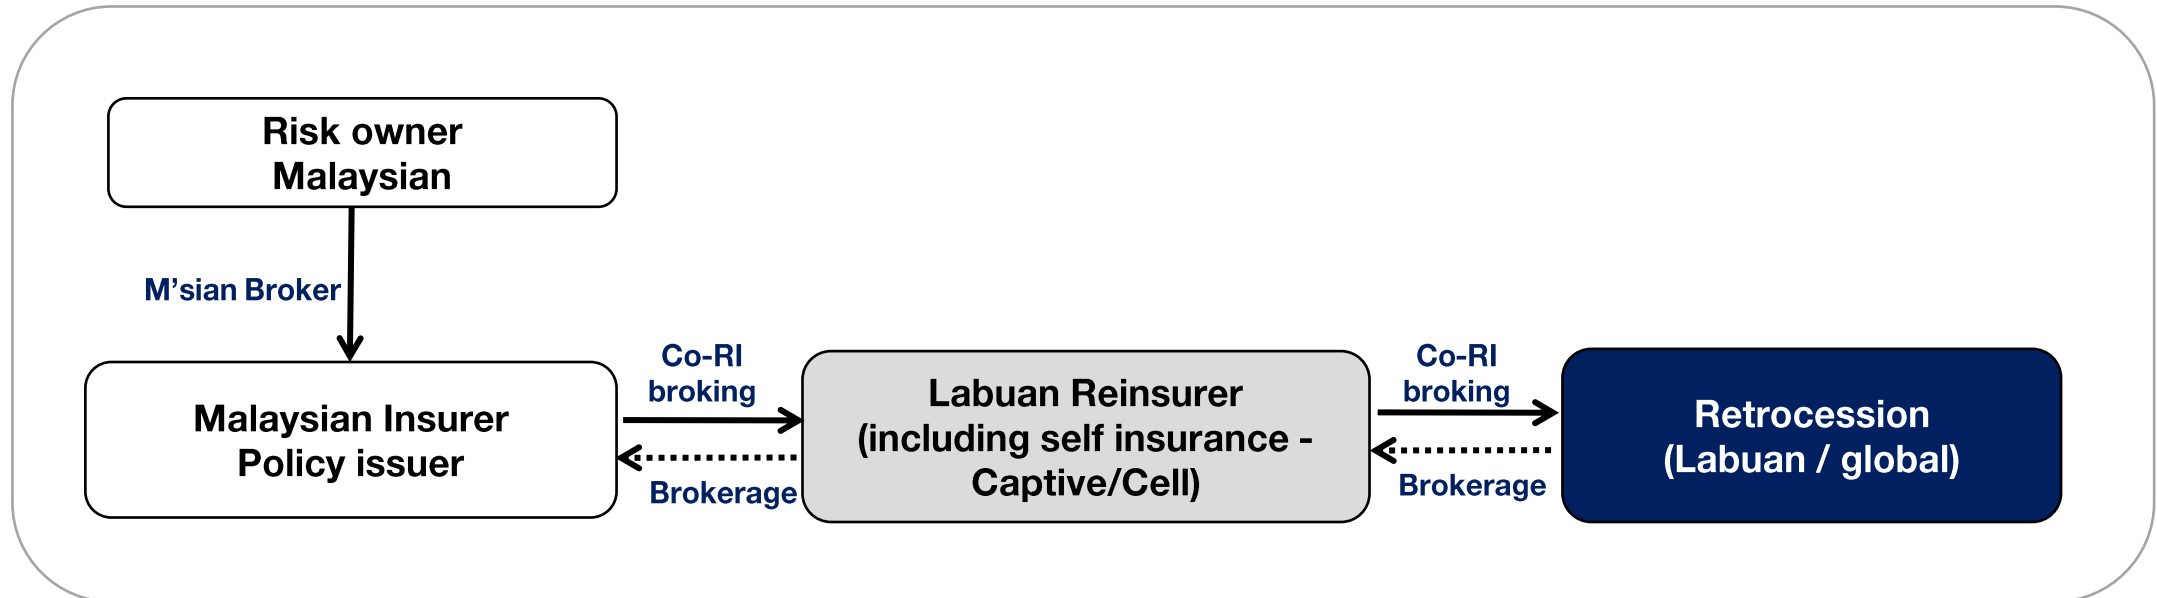 Risk owner
Malaysian
M’sian Broker
Malaysian Insurer
Policy issuer
Co-RI
broking
Brokerage
Labuan Reinsurer
(including self insurance -
Captive/Cell)
Co-RI
broking
Brokerage
Retrocession
(Labuan / global)